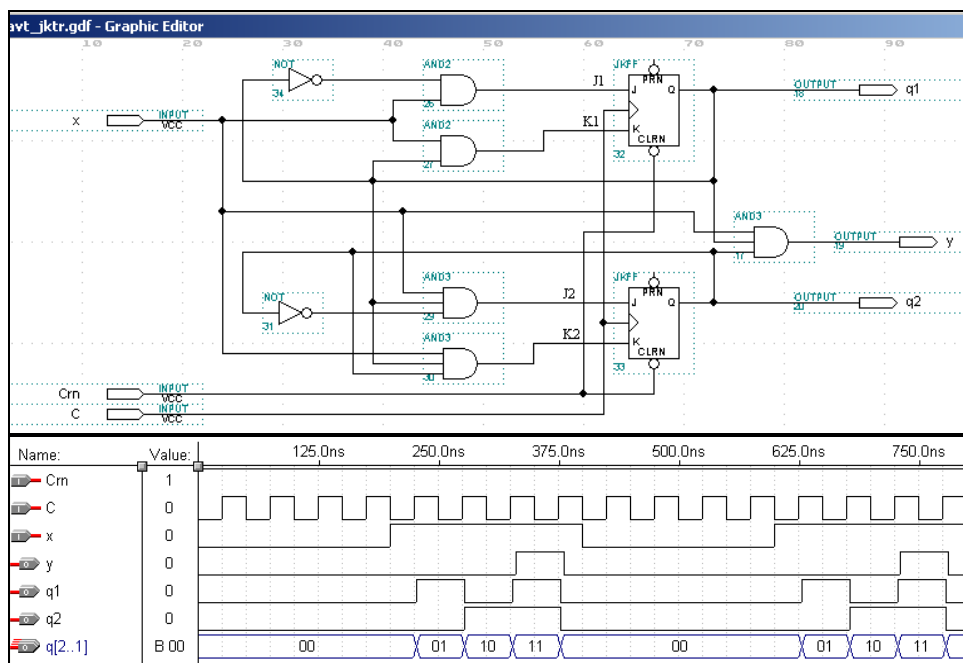 avt_jktr.gdf - Graphic Editor
10 20 30 40 50 60 70 80 90
NOT
34
AND2
26
J1
JKFF
PRN
J Q
K
CLRN
32
OUTPUT
18
q1
x
INPUT
VCC
AND2
27
K1
AND3
17
OUTPUT
19
y
NOT
31
AND3
29
J2
JKFF
PRN
J Q
K
CLRN
33
OUTPUT
20
q2
AND3
30
K2
Crn
INPUT
VCC
C
INPUT
VCC
Name: Value: 125.0ns 250.0ns 375.0ns 500.0ns 625.0ns 750.0ns
Crn 1
C 0
x 0
y 0
q1 0
q2 0
q[2..1] B 00 00 01 10 11 00 01 10 11